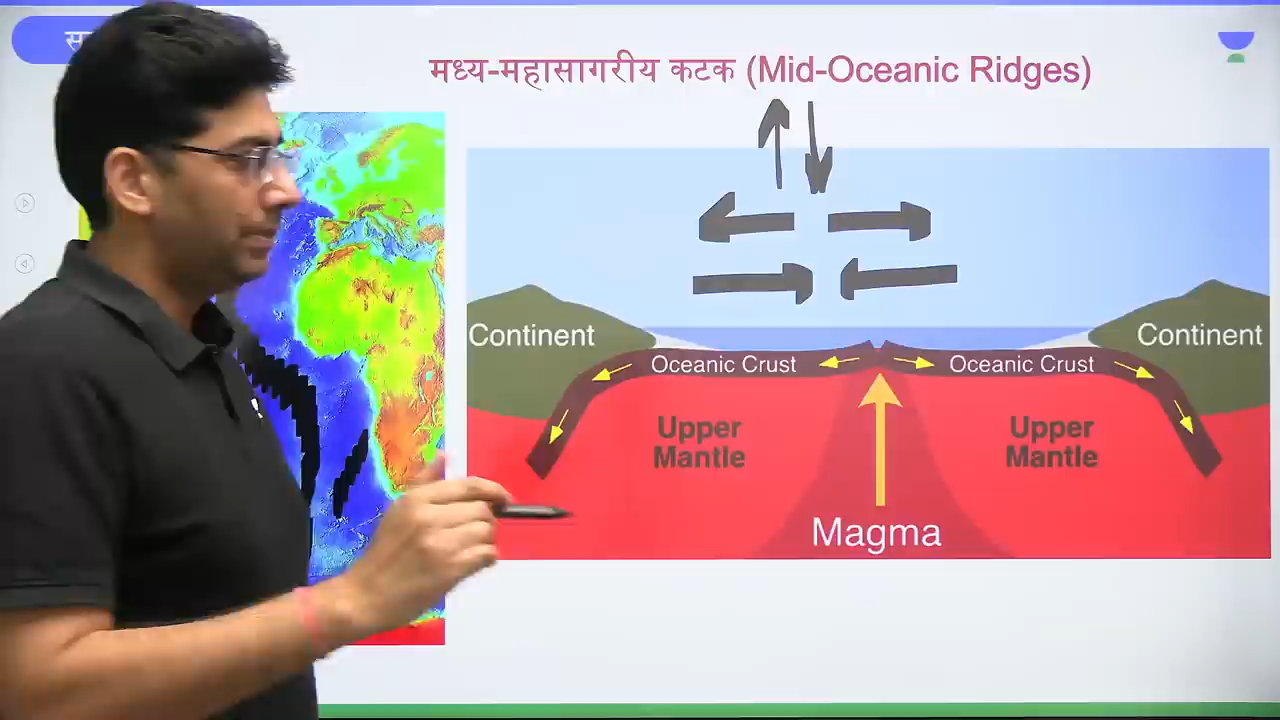 मध्य-महासागरीय कटक (Mid-Oceanic Ridges)
Continent
Continent
Oceanic Crust
Oceanic Crust
Upper
Mantle
Upper
Mantle
Magma